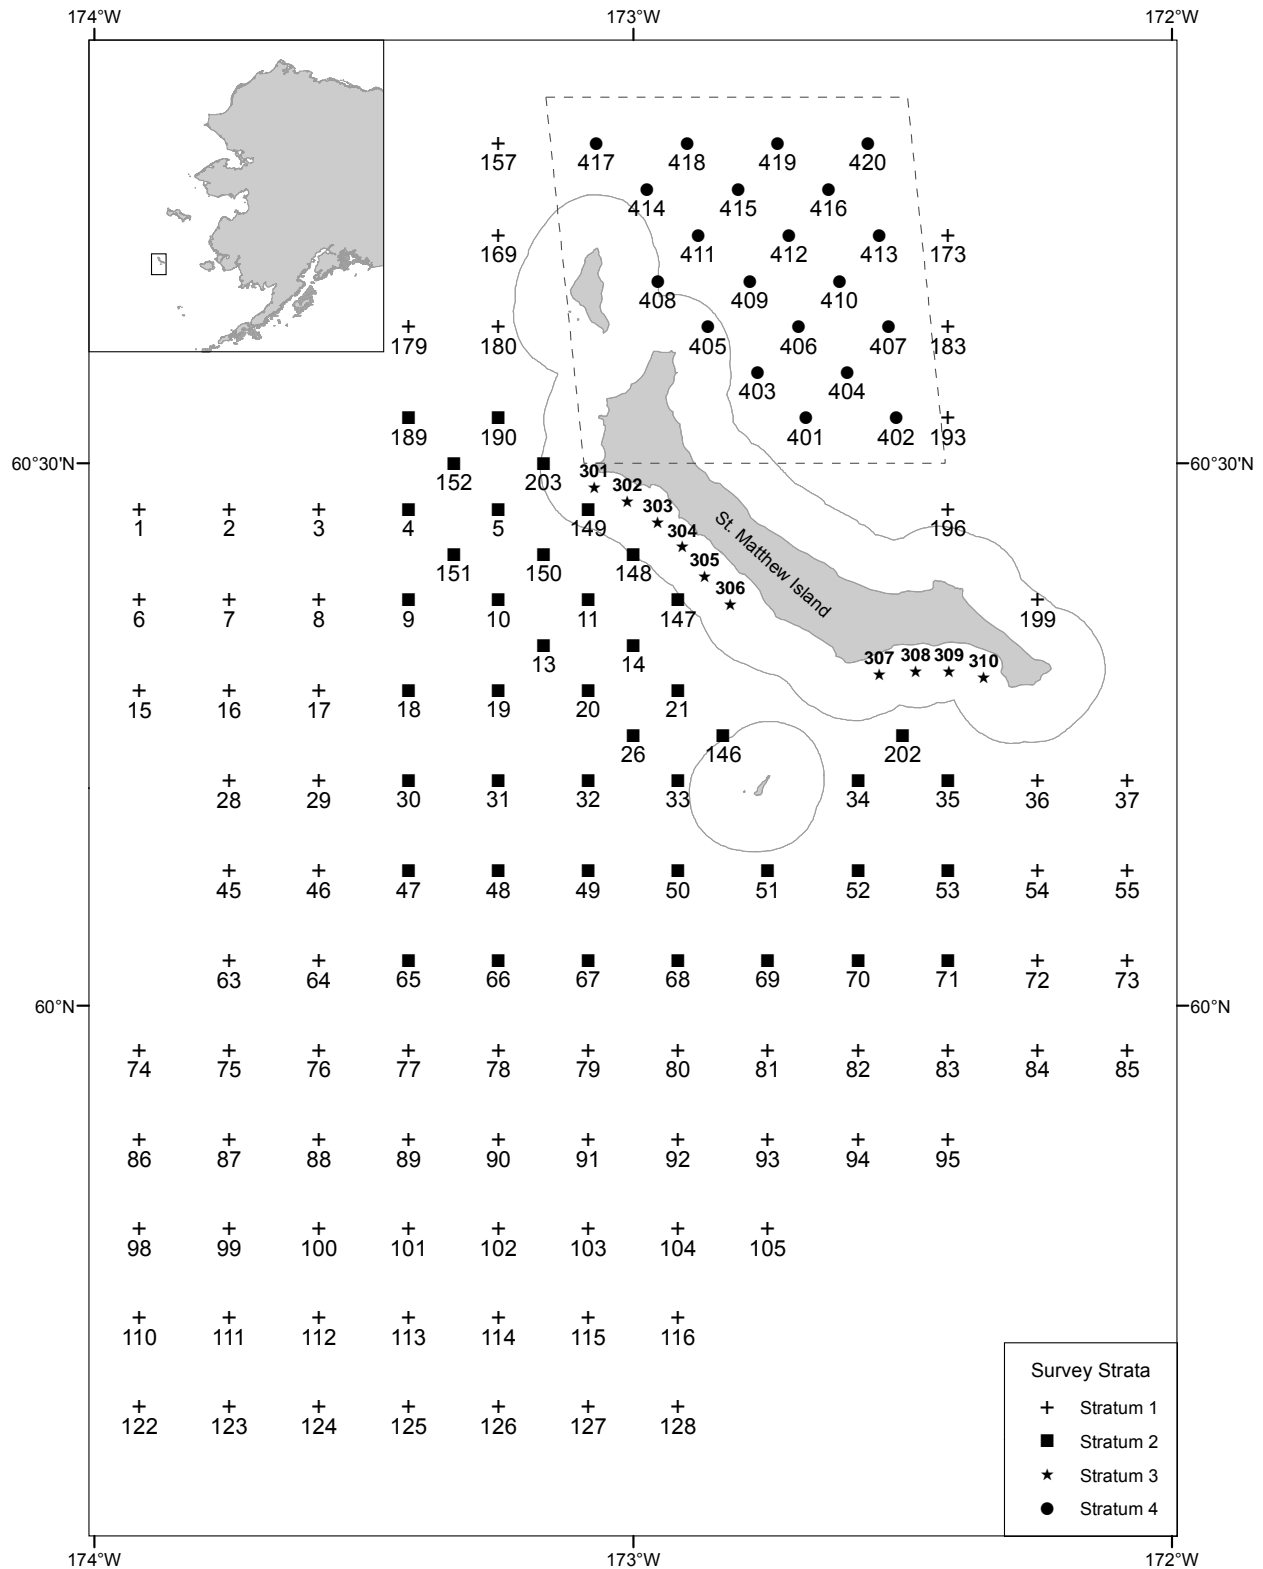 174°W 173°W 172°W
157 417 418 419 420
414 415 416
169 411 412 413 173
408 409 410
179 180 405 406 407 183
403 404
189 190 401 402 193
60°30'N 152 203 301 60°30'N
302
303
1 2 3 4 5 149 304 196
St. Matthew Island
151 150 148 305
306
6 7 8 9 10 11 147 199
13 14 307 308 309 310
15 16 17 18 19 20 21
26 146 202
28 29 30 31 32 33 34 35 36 37
45 46 47 48 49 50 51 52 53 54 55
63 64 65 66 67 68 69 70 71 72 73
60°N 60°N
74 75 76 77 78 79 80 81 82 83 84 85
86 87 88 89 90 91 92 93 94 95
98 99 100 101 102 103 104 105
110 111 112 113 114 115 116
122 123 124 125 126 127 128
Survey Strata
Stratum 1
Stratum 2
Stratum 3
Stratum 4
174°W 173°W 172°W